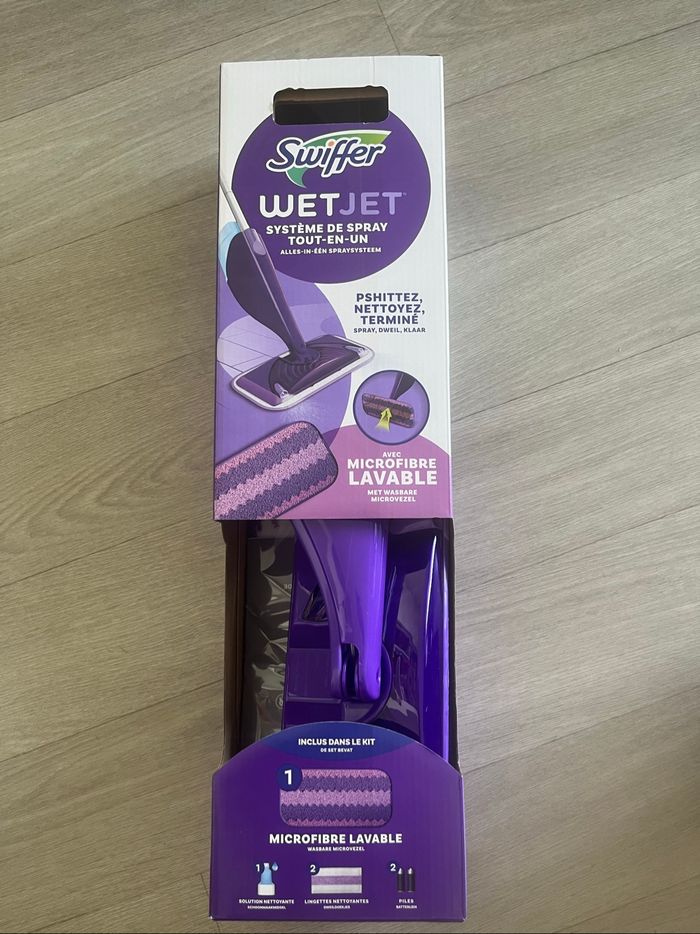 Swiffer
WETJET™
SYSTÈME DE SPRAY
TOUT-EN-UN
ALLES-IN-ÉÉN SPRAYSYSTEEM
PSHITTEZ,
NETTOYEZ,
TERMINÉ
SPRAY, DWEIL, KLAAR
AVEC
MICROFIBRE
LAVABLE
MET WASBARE
MICROVEZEL
INCLUS DANS LE KIT
DE SET BEVAT
1
MICROFIBRE LAVABLE
WASBARE MICROVEZEL
1 2 2
SOLUTION NETTOYANTE LINGETTES NETTOYANTES PILES
SCHOONMAAKMIDDEL DWEILDOEKJES BATTERIJEN